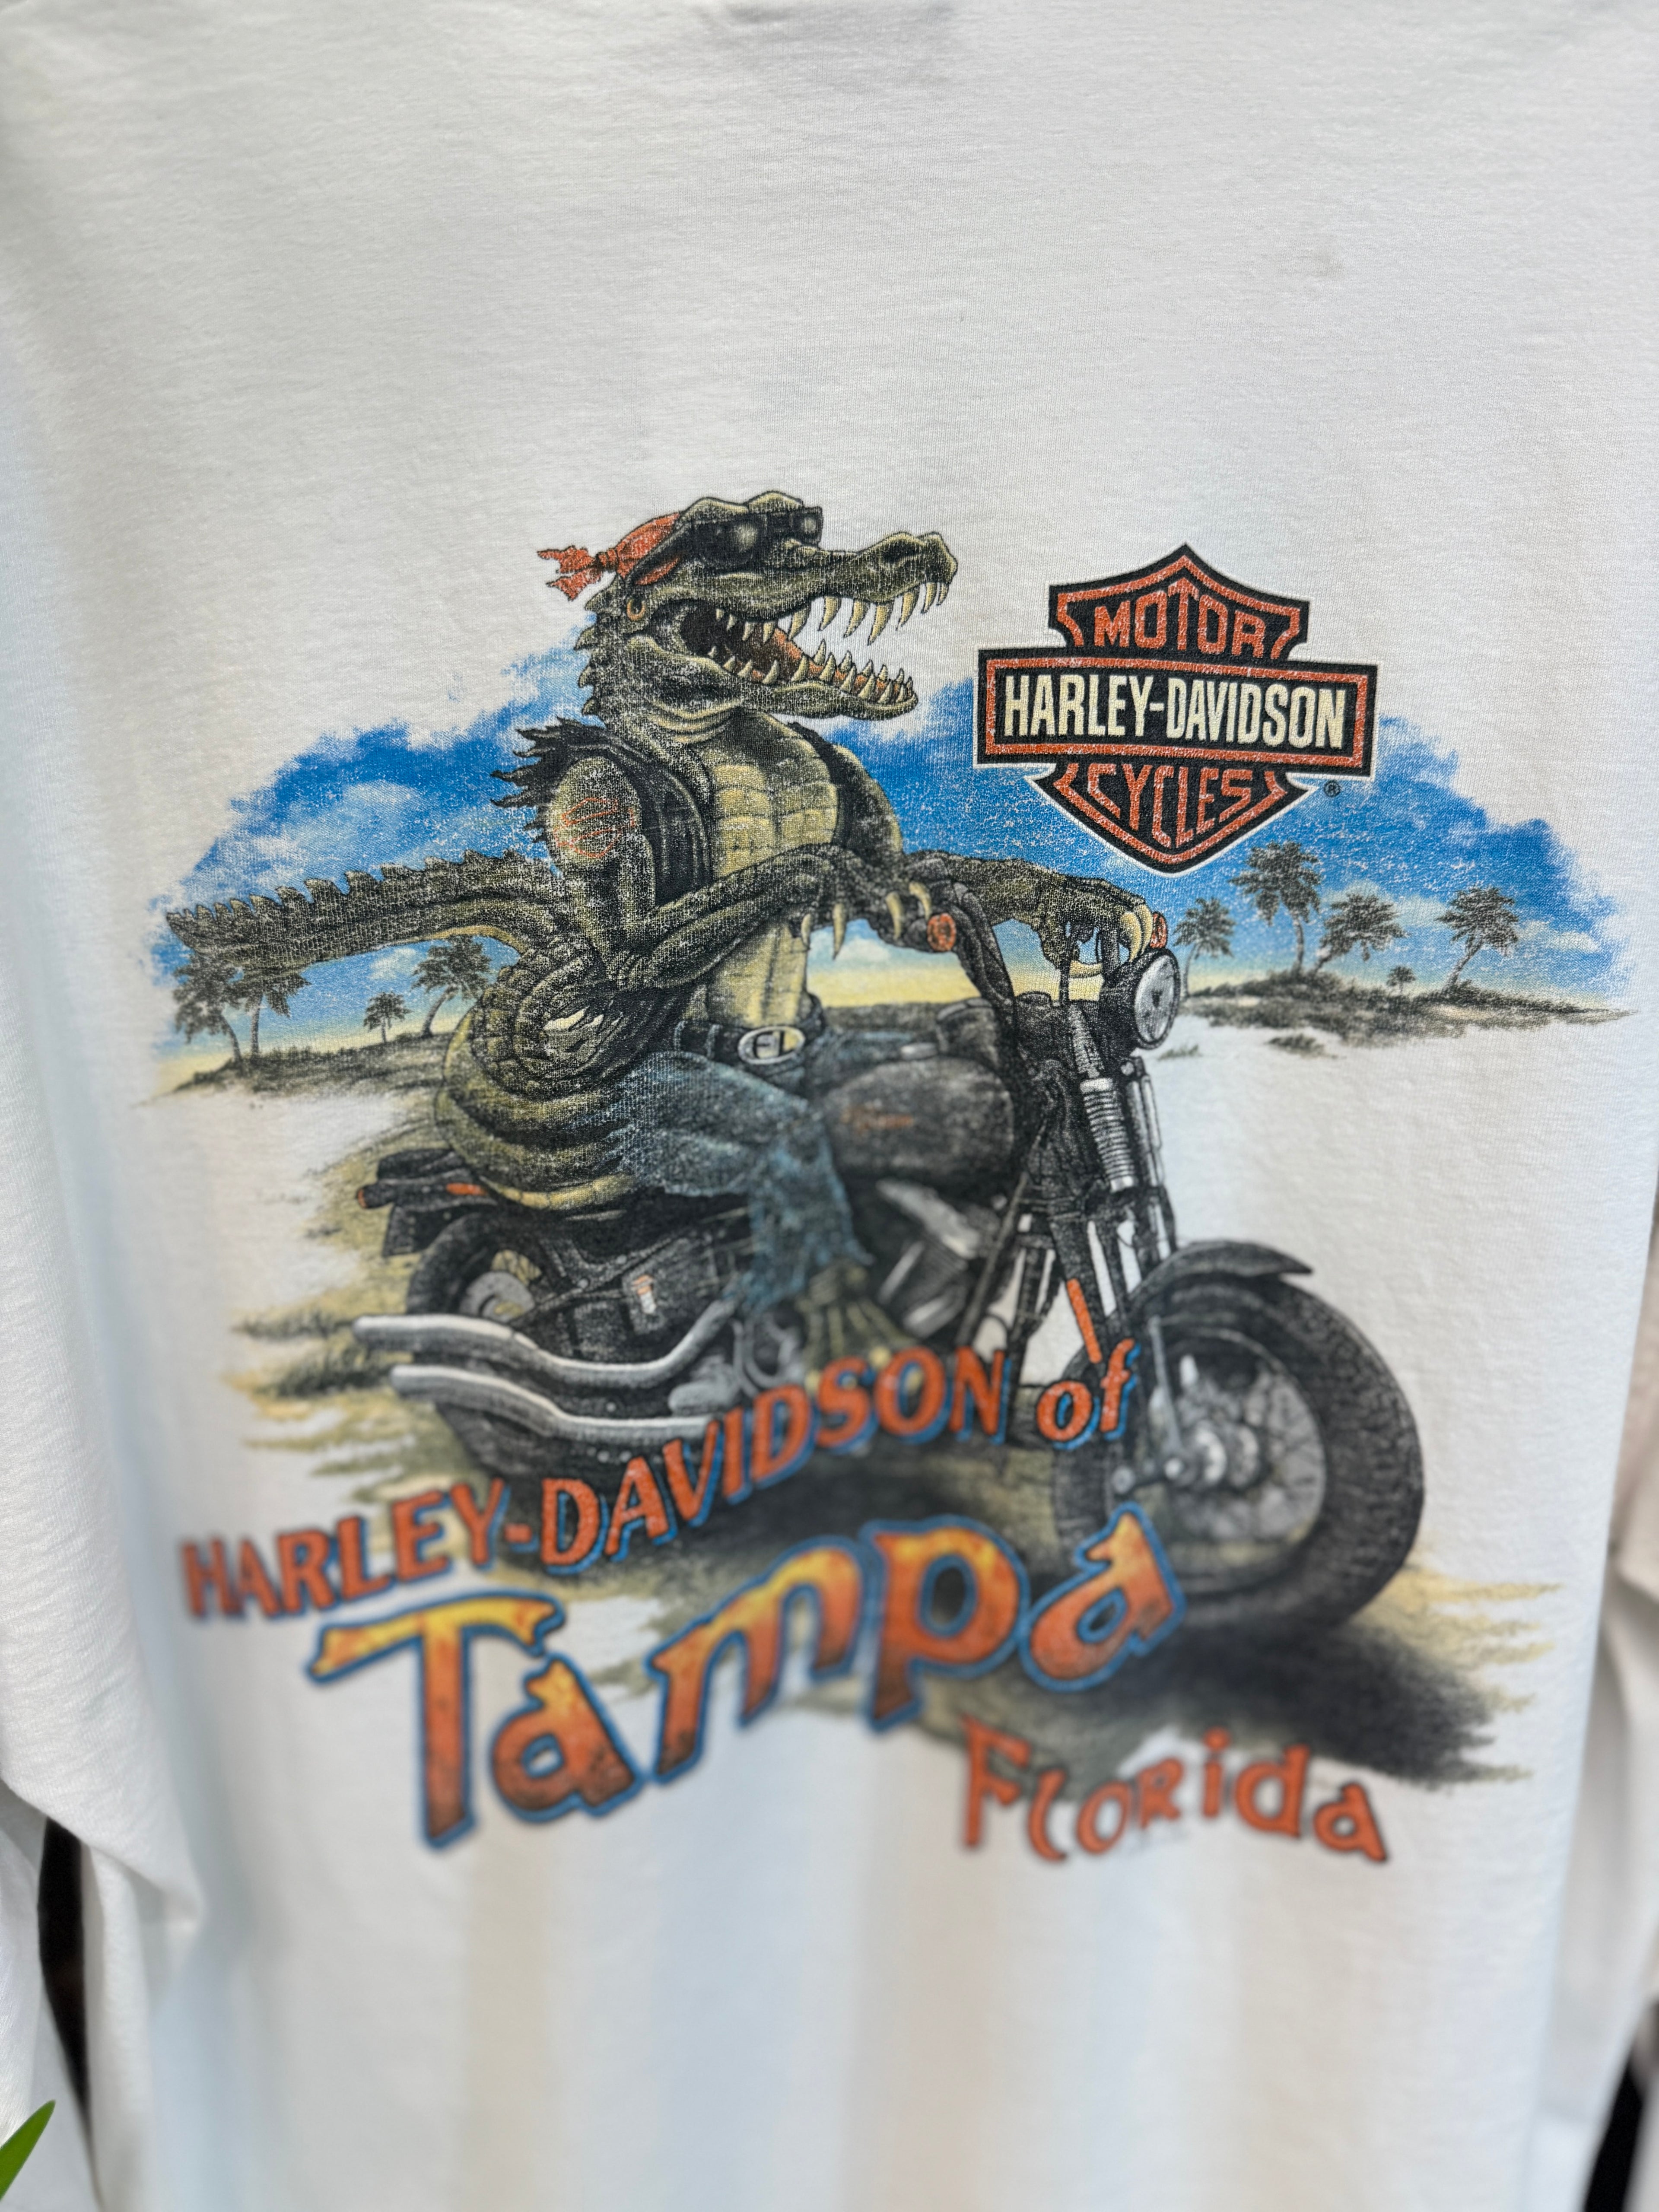 MOTOR
HARLEY-DAVIDSON
CYCLES
®
FL
HARLEY-DAVIDSON of
Tampa
Florida